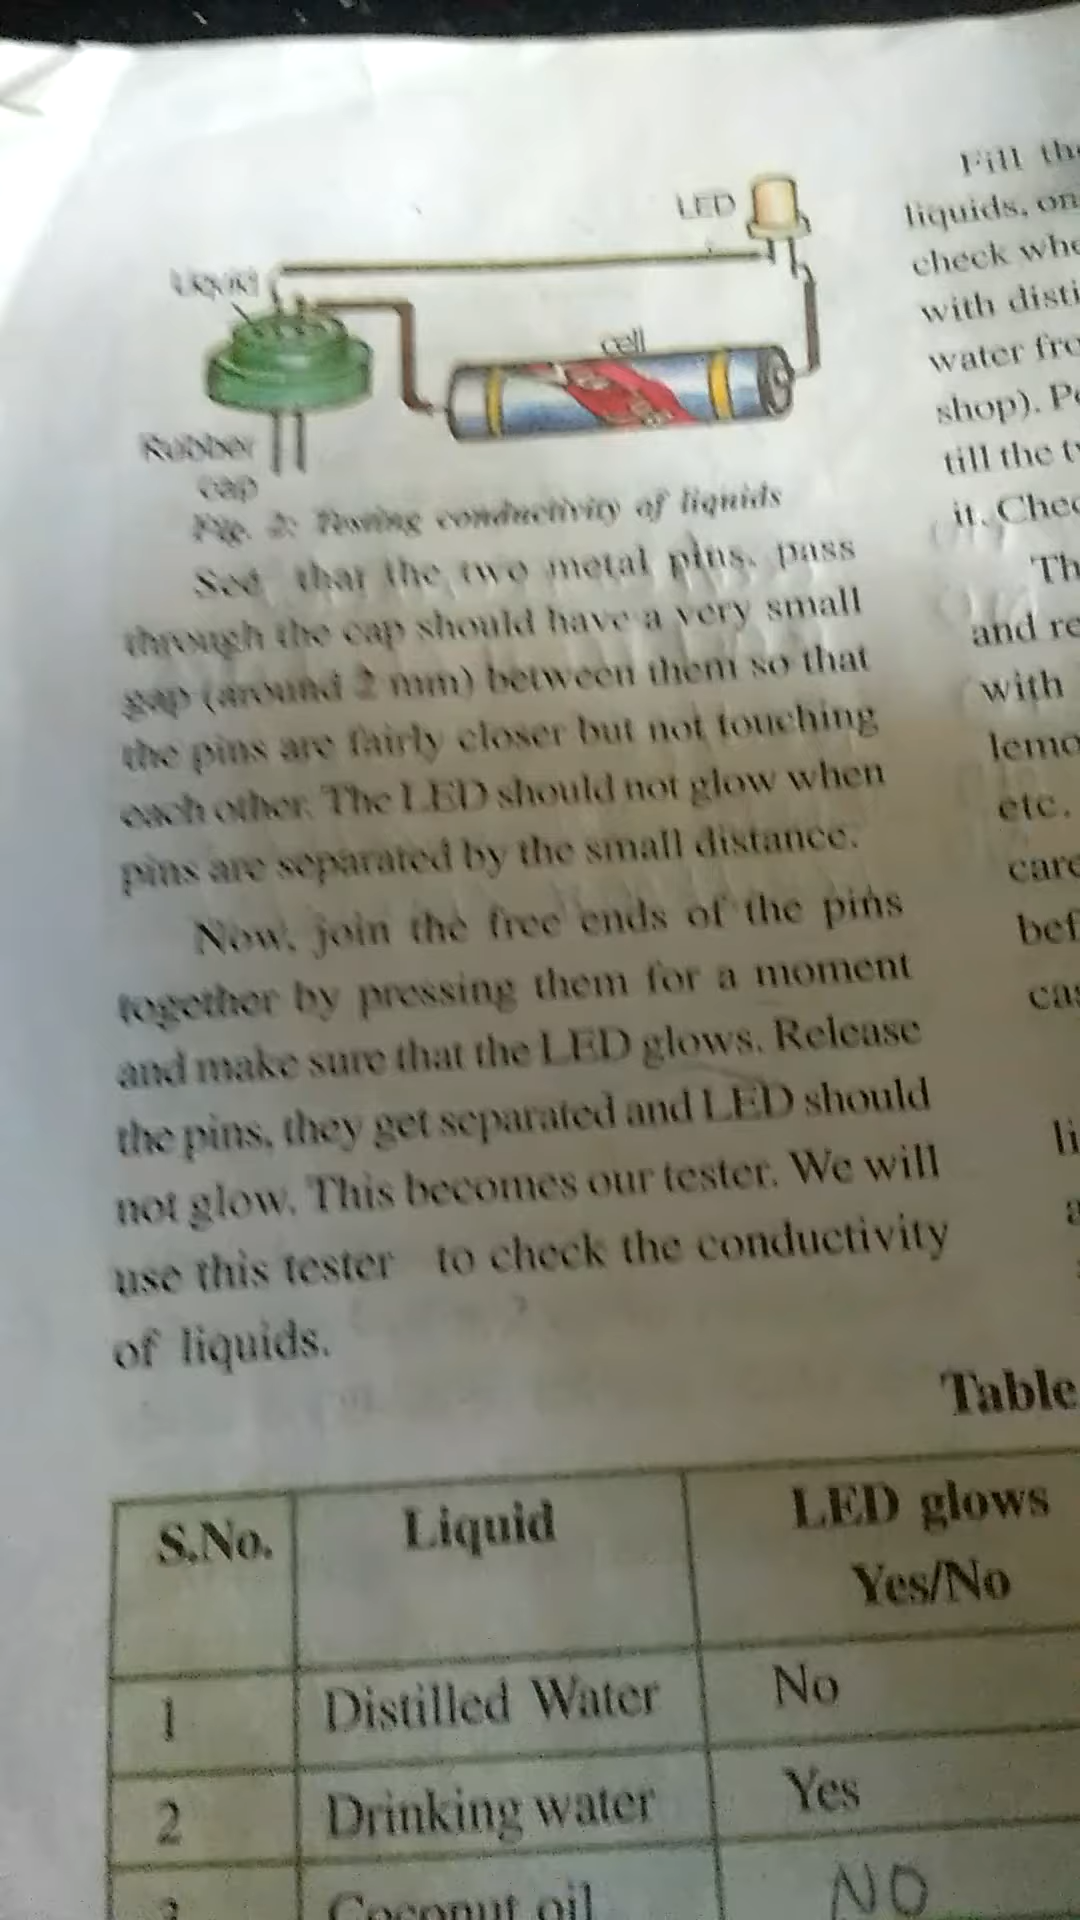 LED
Liquid
cell
Rubber
cap
Fig. 2: Testing conductivity of liquids
See that the two metal pins, pass
through the cap should have a very small
gap (around 2 mm) between them so that
the pins are fairly closer but not touching
each other. The LED should not glow when
pins are separated by the small distance.
Now, join the free ends of the pins
together by pressing them for a moment
and make sure that the LED glows. Release
the pins, they get separated and LED should
not glow. This becomes our tester. We will
use this tester to check the conductivity
of liquids.
Fill the
liquids, on
check whe
with disti
water fro
shop). Po
till the t
it. Chec
Th
and re
with
lemo
etc.
care
bef
cas
li
a
Table
S.No. Liquid LED glows
Yes/No
1 Distilled Water No
2 Drinking water Yes
3 Coconut oil NO